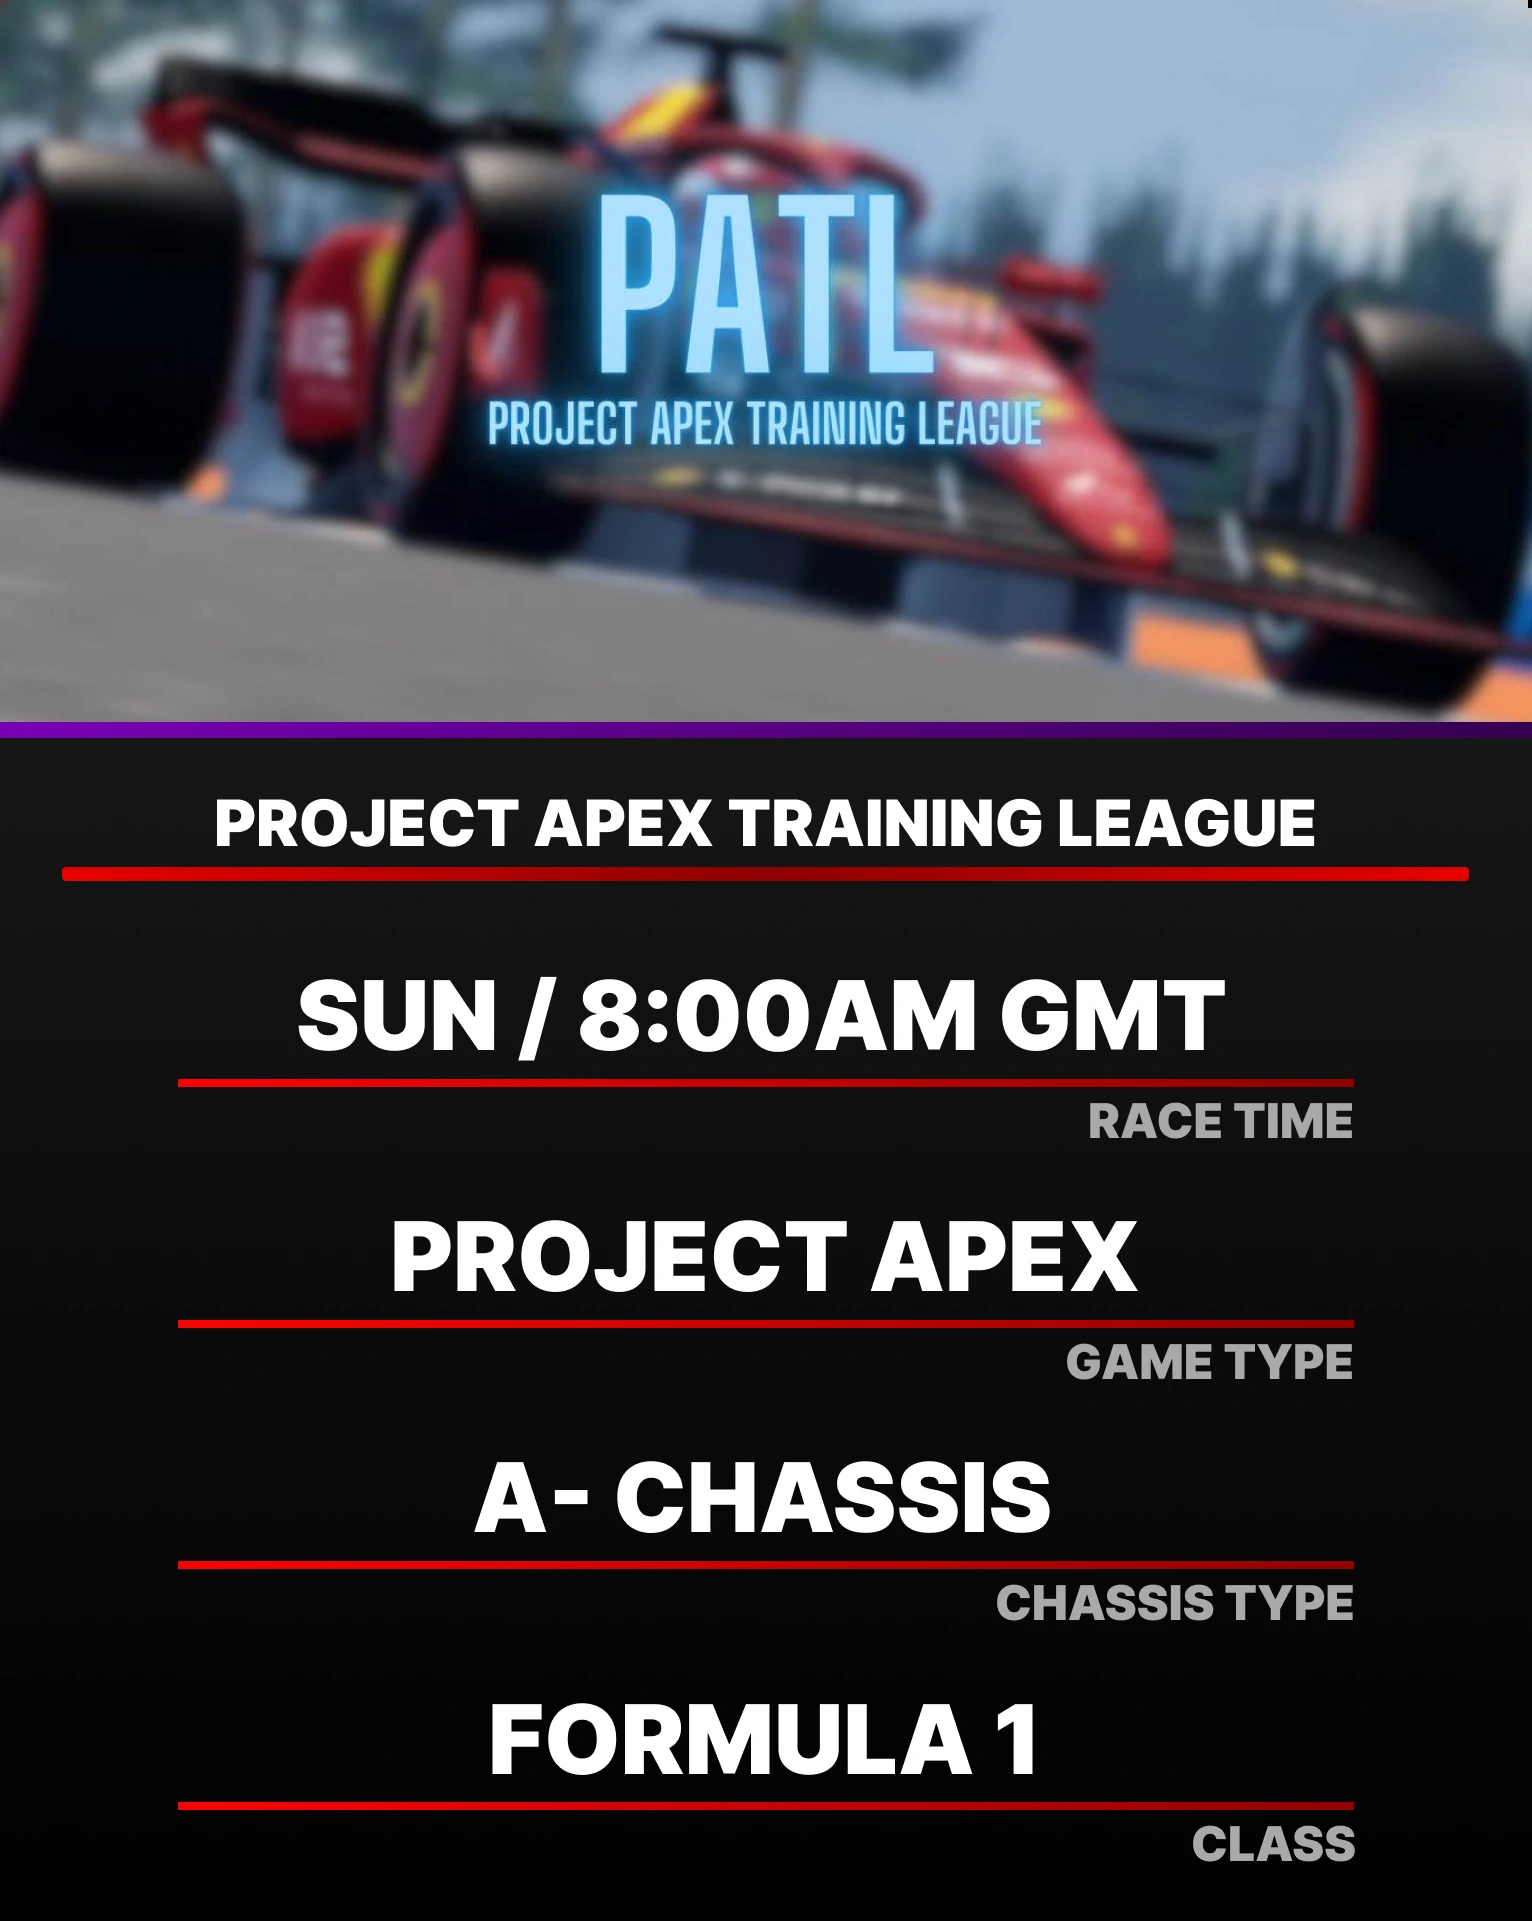 PATL
PROJECT APEX TRAINING LEAGUE
PROJECT APEX TRAINING LEAGUE
SUN / 8:00AM GMT
RACE TIME
PROJECT APEX
GAME TYPE
A- CHASSIS
CHASSIS TYPE
FORMULA 1
CLASS